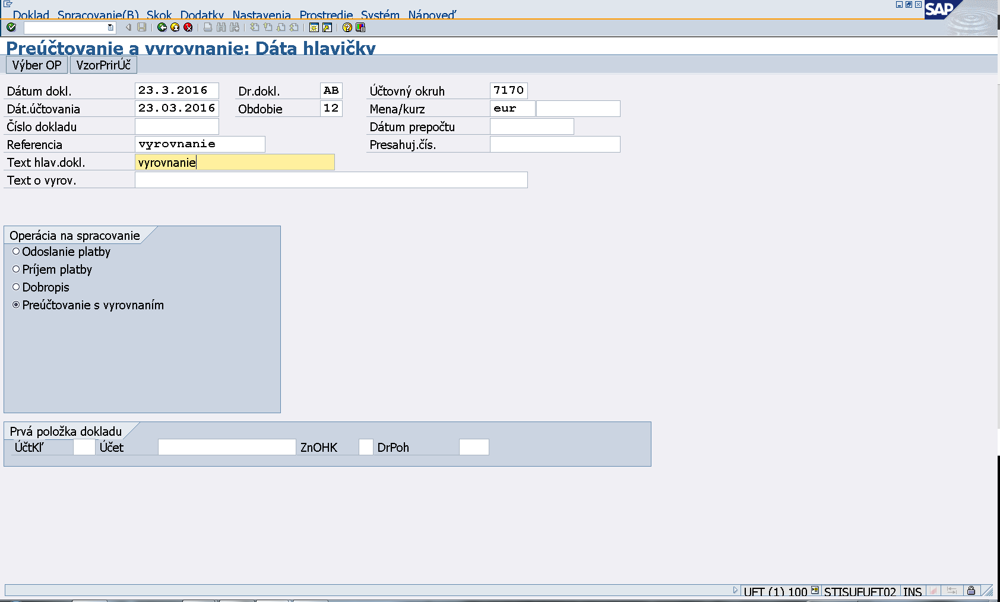 Doklad Spracovanie(B) Skok Dodatky Nastavenia Prostredie Systém Nápoveď
SAP
Preúčtovanie a vyrovnanie: Dáta hlavičky
Výber OP VzorPrirÚč
Dátum dokl. 23.3.2016 Dr.dokl. AB Účtovný okruh 7170
Dát.účtovania 23.03.2016 Obdobie 12 Mena/kurz eur
Číslo dokladu Dátum prepočtu
Referencia vyrovnanie Presahuj.čís.
Text hlav.dokl. vyrovnanie
Text o vyrov.
Operácia na spracovanie
Odoslanie platby
Príjem platby
Dobropis
Preúčtovanie s vyrovnaním
Prvá položka dokladu
ÚčtKľ Účet ZnOHK DrPoh
UFT (1) 100 STISUFUFT02 INS